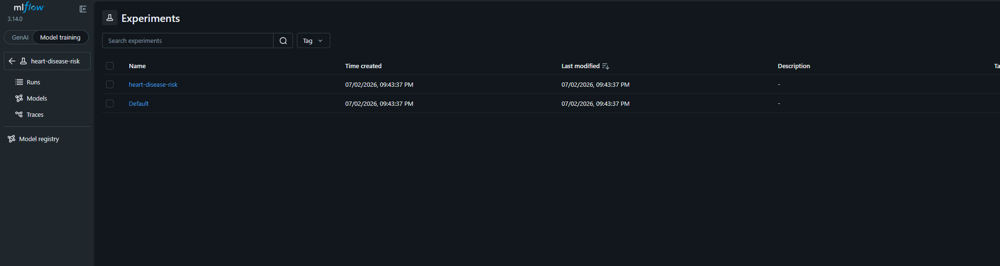 mlflow
3.14.0
GenAI Model training
heart-disease-risk
Runs
Models
Traces
Model registry
Experiments
Search experiments Tag
Name Time created Last modified Description Ta
heart-disease-risk 07/02/2026, 09:43:37 PM 07/02/2026, 09:43:37 PM -
Default 07/02/2026, 09:43:37 PM 07/02/2026, 09:43:37 PM -